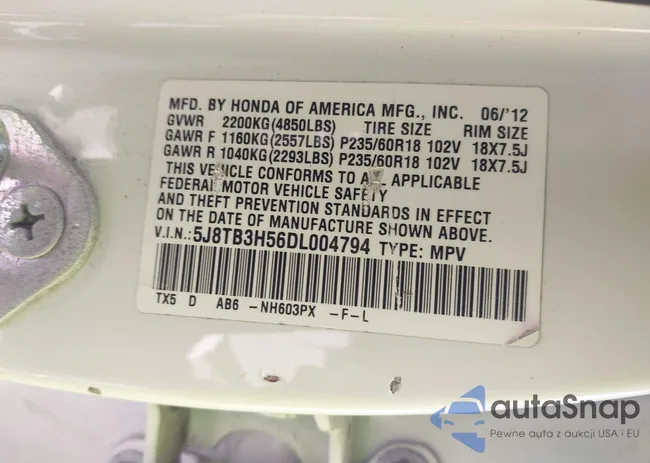 MFD. BY HONDA OF AMERICA MFG., INC. 06/'12
GVWR 2200KG(4850LBS) TIRE SIZE RIM SIZE
GAWR F 1160KG(2557LBS) P235/60R18 102V 18X7.5J
GAWR R 1040KG(2293LBS) P235/60R18 102V 18X7.5J
THIS VEHICLE CONFORMS TO ALL APPLICABLE
FEDERAL MOTOR VEHICLE SAFETY
AND THEFT PREVENTION STANDARDS IN EFFECT
ON THE DATE OF MANUFACTURE SHOWN ABOVE.
V.I.N.:5J8TB3H56DL004794 TYPE: MPV
TX5 D AB6 -NH603PX -F-L
autaSnap
Pewne auta z aukcji USA i EU